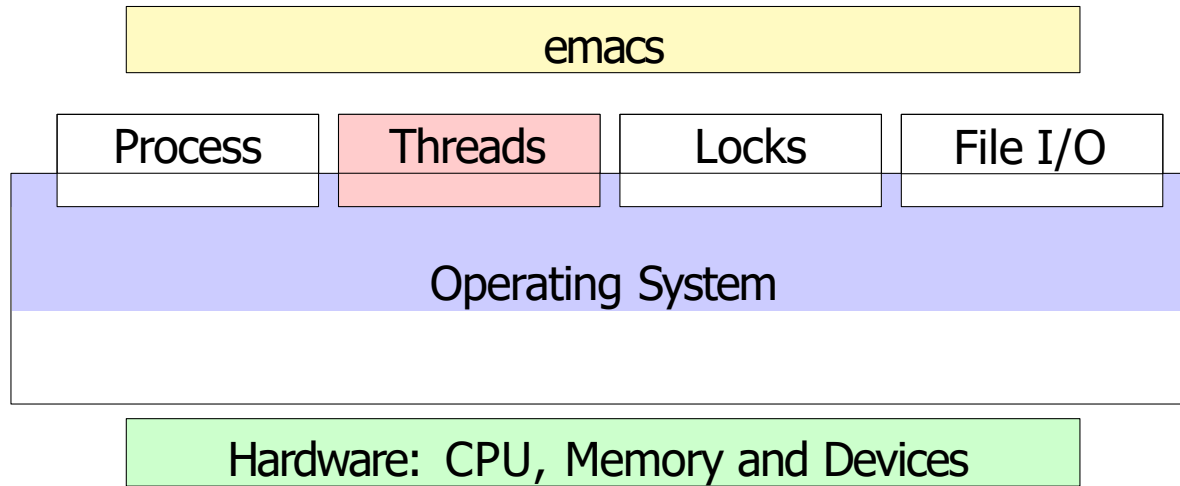 emacs
Process Threads Locks File I/O
Operating System
Hardware: CPU, Memory and Devices